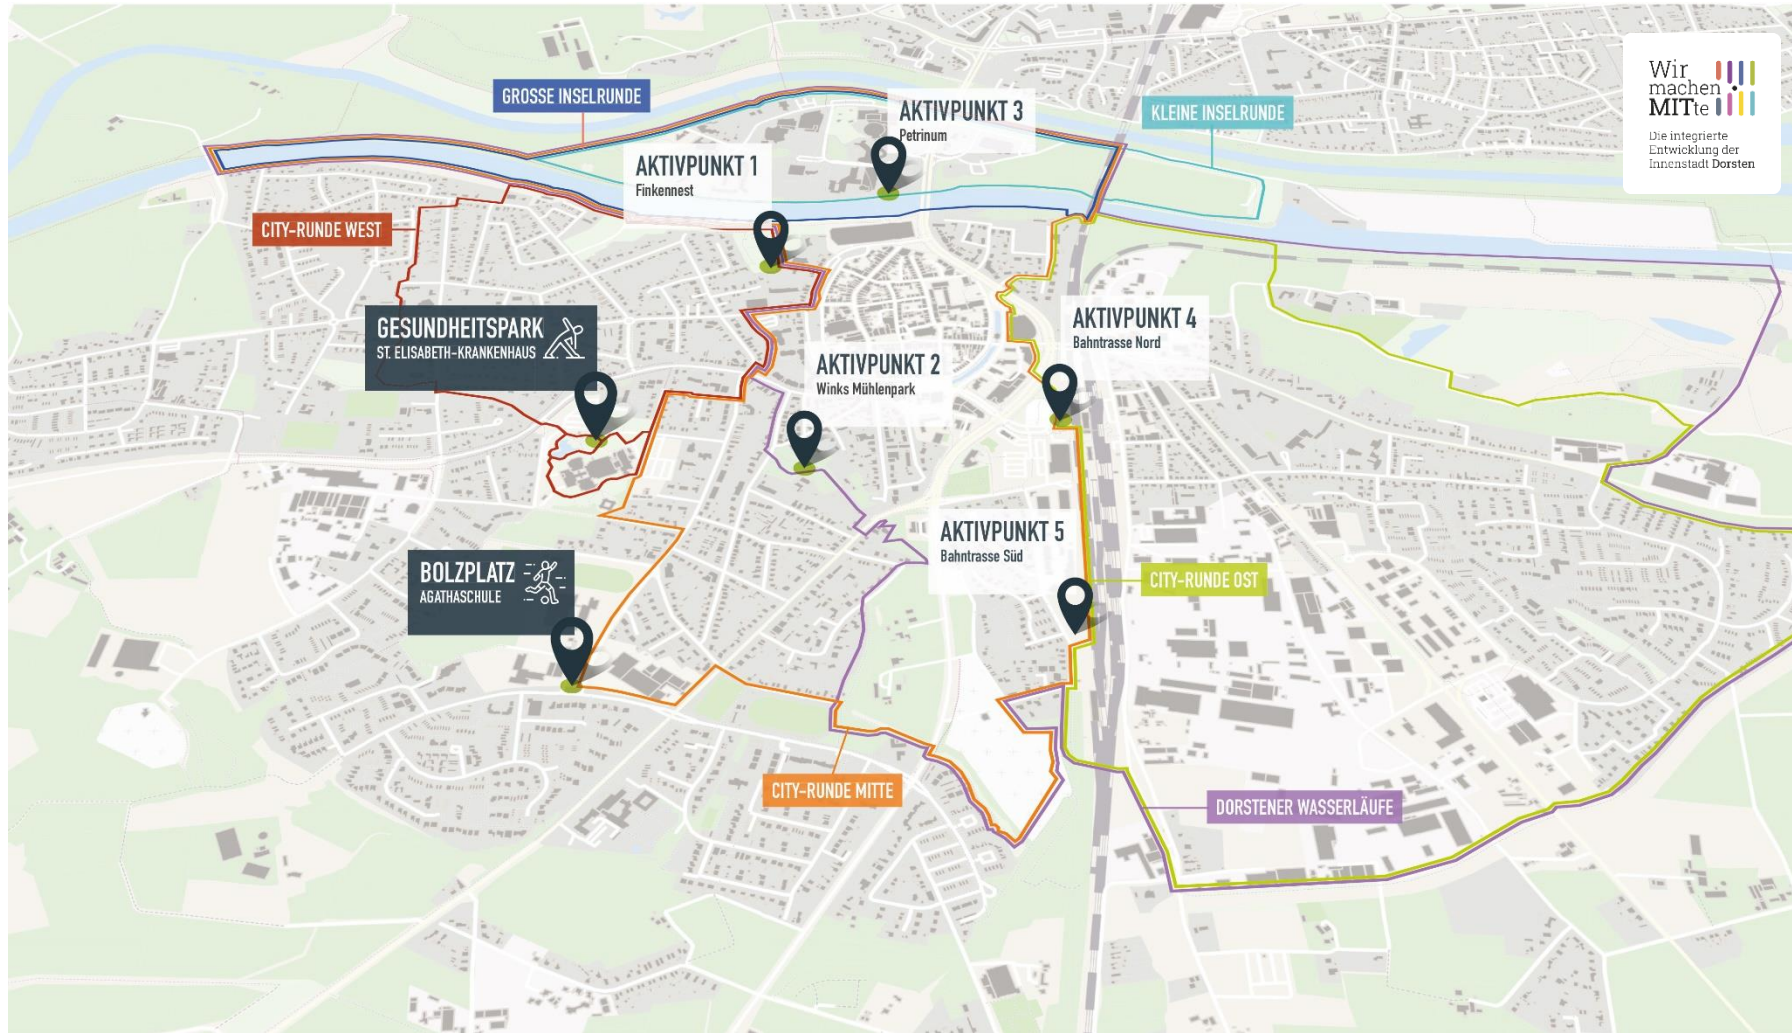 GROSSE INSELRUNDE
AKTIVPUNKT 3
Petrinum
KLEINE INSELRUNDE
Wir
machen
MITte
Die integrierte
Entwicklung der
Innenstadt Dorsten
AKTIVPUNKT 1
Finkennest
CITY-RUNDE WEST
GESUNDHEITSPARK
ST. ELISABETH-KRANKENHAUS
AKTIVPUNKT 4
Bahntrasse Nord
AKTIVPUNKT 2
Winks Mühlenpark
AKTIVPUNKT 5
Bahntrasse Süd
BOLZPLATZ
AGATHASCHULE
CITY-RUNDE OST
CITY-RUNDE MITTE
DORSTENER WASSERLÄUFE